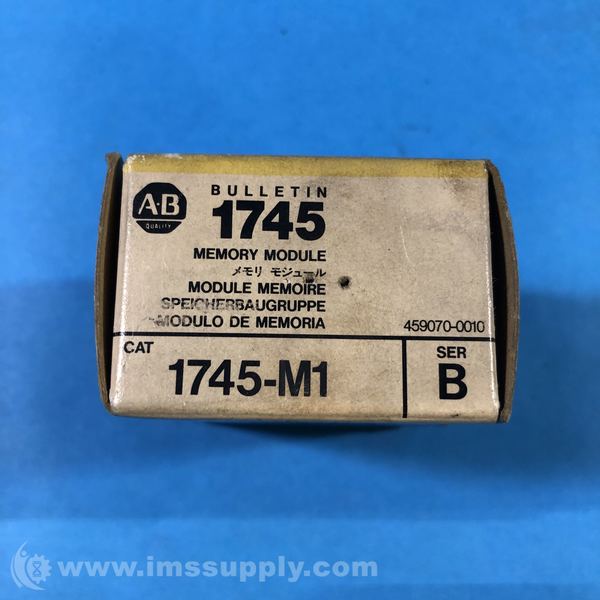 A-B
QUALITY
BULLETIN
1745
MEMORY MODULE
メモリ モジュール
MODULE MEMOIRE
SPEICHERBAUGRUPPE
MODULO DE MEMORIA
459070-0010
CAT
1745-M1
SER
B
www.imssupply.com